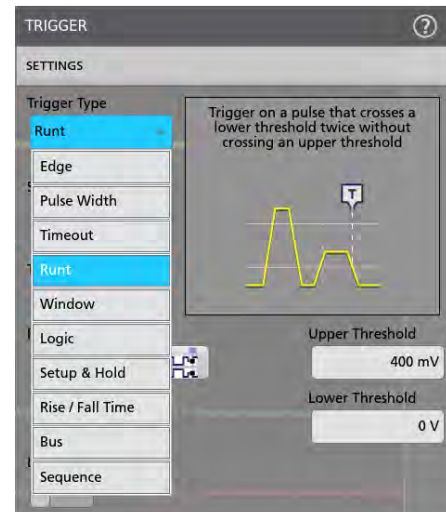 TRIGGER
?
SETTINGS
Trigger Type
Runt
Edge
Pulse Width
Timeout
Runt
Window
Logic
Setup & Hold
Rise / Fall Time
Bus
Sequence
Trigger on a pulse that crosses a
lower threshold twice without
crossing an upper threshold
T
Upper Threshold
400 mV
Lower Threshold
0 V